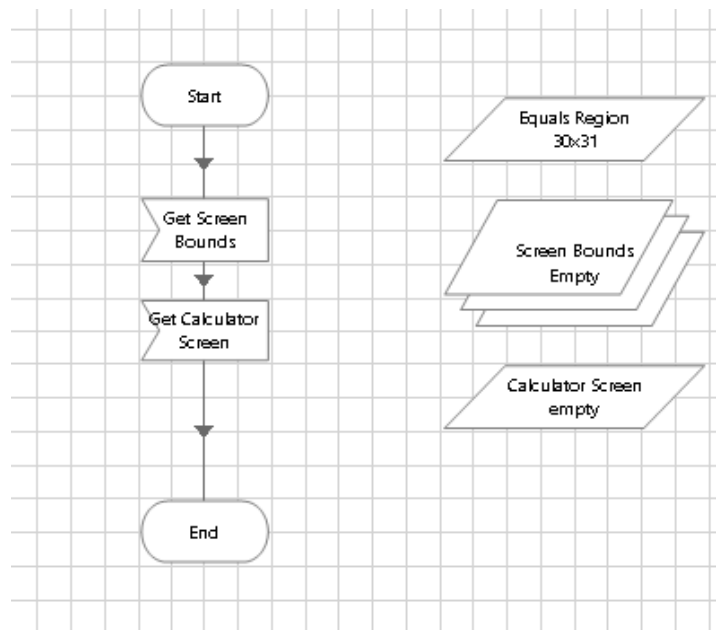 Start
Get Screen
Bounds
Get Calculator
Screen
End
Equals Region
30x31
Screen Bounds
Empty
Calculator Screen
empty